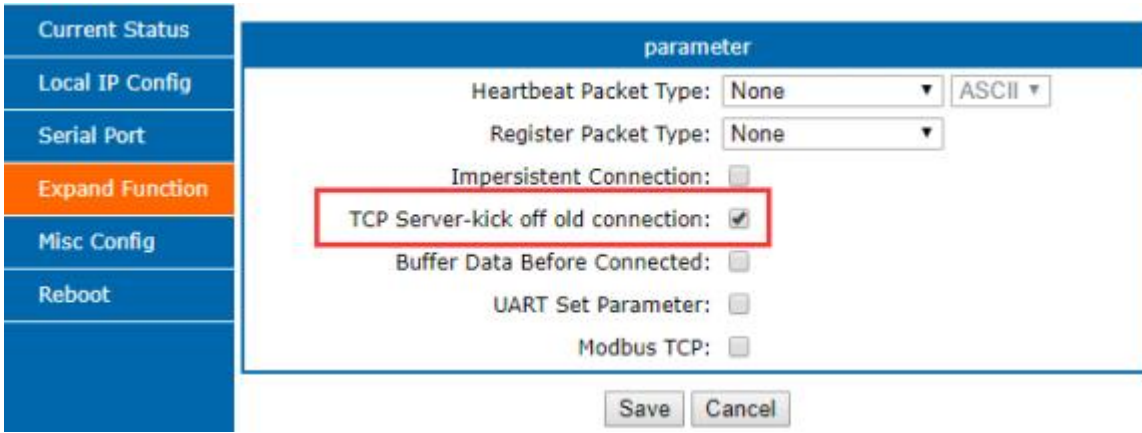 Current Status
Local IP Config
Serial Port
Expand Function
Misc Config
Reboot
parameter
Heartbeat Packet Type: None ASCII
Register Packet Type: None
Impersistent Connection:
TCP Server-kick off old connection:
Buffer Data Before Connected:
UART Set Parameter:
Modbus TCP:
Save Cancel